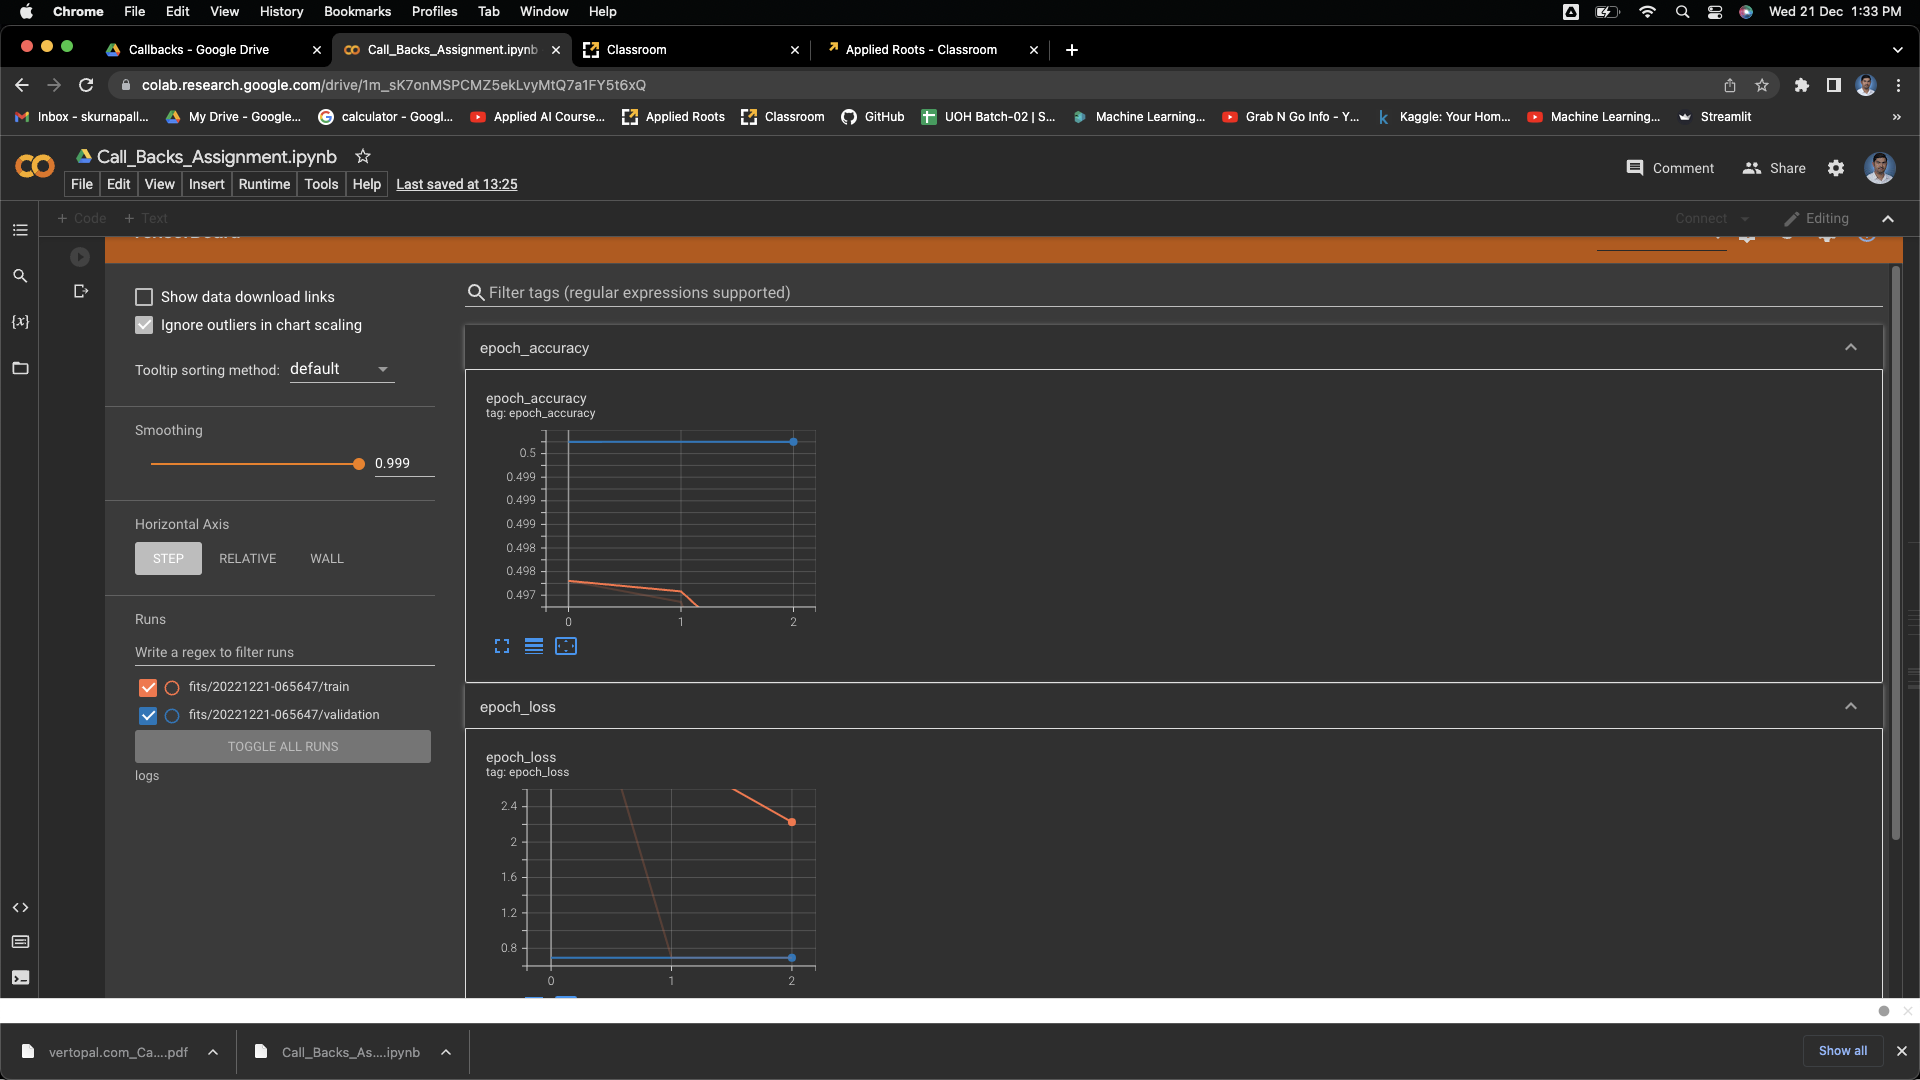 Chrome File Edit View History Bookmarks Profiles Tab Window Help Wed 21 Dec 1:33 PM
Callbacks - Google Drive Call_Backs_Assignment.ipynb Classroom Applied Roots - Classroom
colab.research.google.com/drive/1m_sK7onMSPCMZ5ekLvyMtQ7a1FY5t6xQ
Inbox - skurnapall... My Drive - Google... calculator - Googl... Applied AI Course... Applied Roots Classroom GitHub UOH Batch-02 | S... Machine Learning... Grab N Go Info - Y... Kaggle: Your Hom... Machine Learning... Streamlit »
Call_Backs_Assignment.ipynb
File Edit View Insert Runtime Tools Help Last saved at 13:25
Comment Share
+ Code + Text Connect Editing
{x}
Show data download links
Ignore outliers in chart scaling
Tooltip sorting method: default
Smoothing
0.999
Horizontal Axis
STEP RELATIVE WALL
Runs
Write a regex to filter runs
fits/20221221-065647/train
fits/20221221-065647/validation
TOGGLE ALL RUNS
logs
Filter tags (regular expressions supported)
epoch_accuracy
epoch_accuracy
tag: epoch_accuracy
0.5
0.499
0.499
0.499
0.498
0.498
0.497
0 1 2
epoch_loss
epoch_loss
tag: epoch_loss
2.4
2
1.6
1.2
0.8
0 1 2
vertopal.com_Ca....pdf Call_Backs_As....ipynb Show all